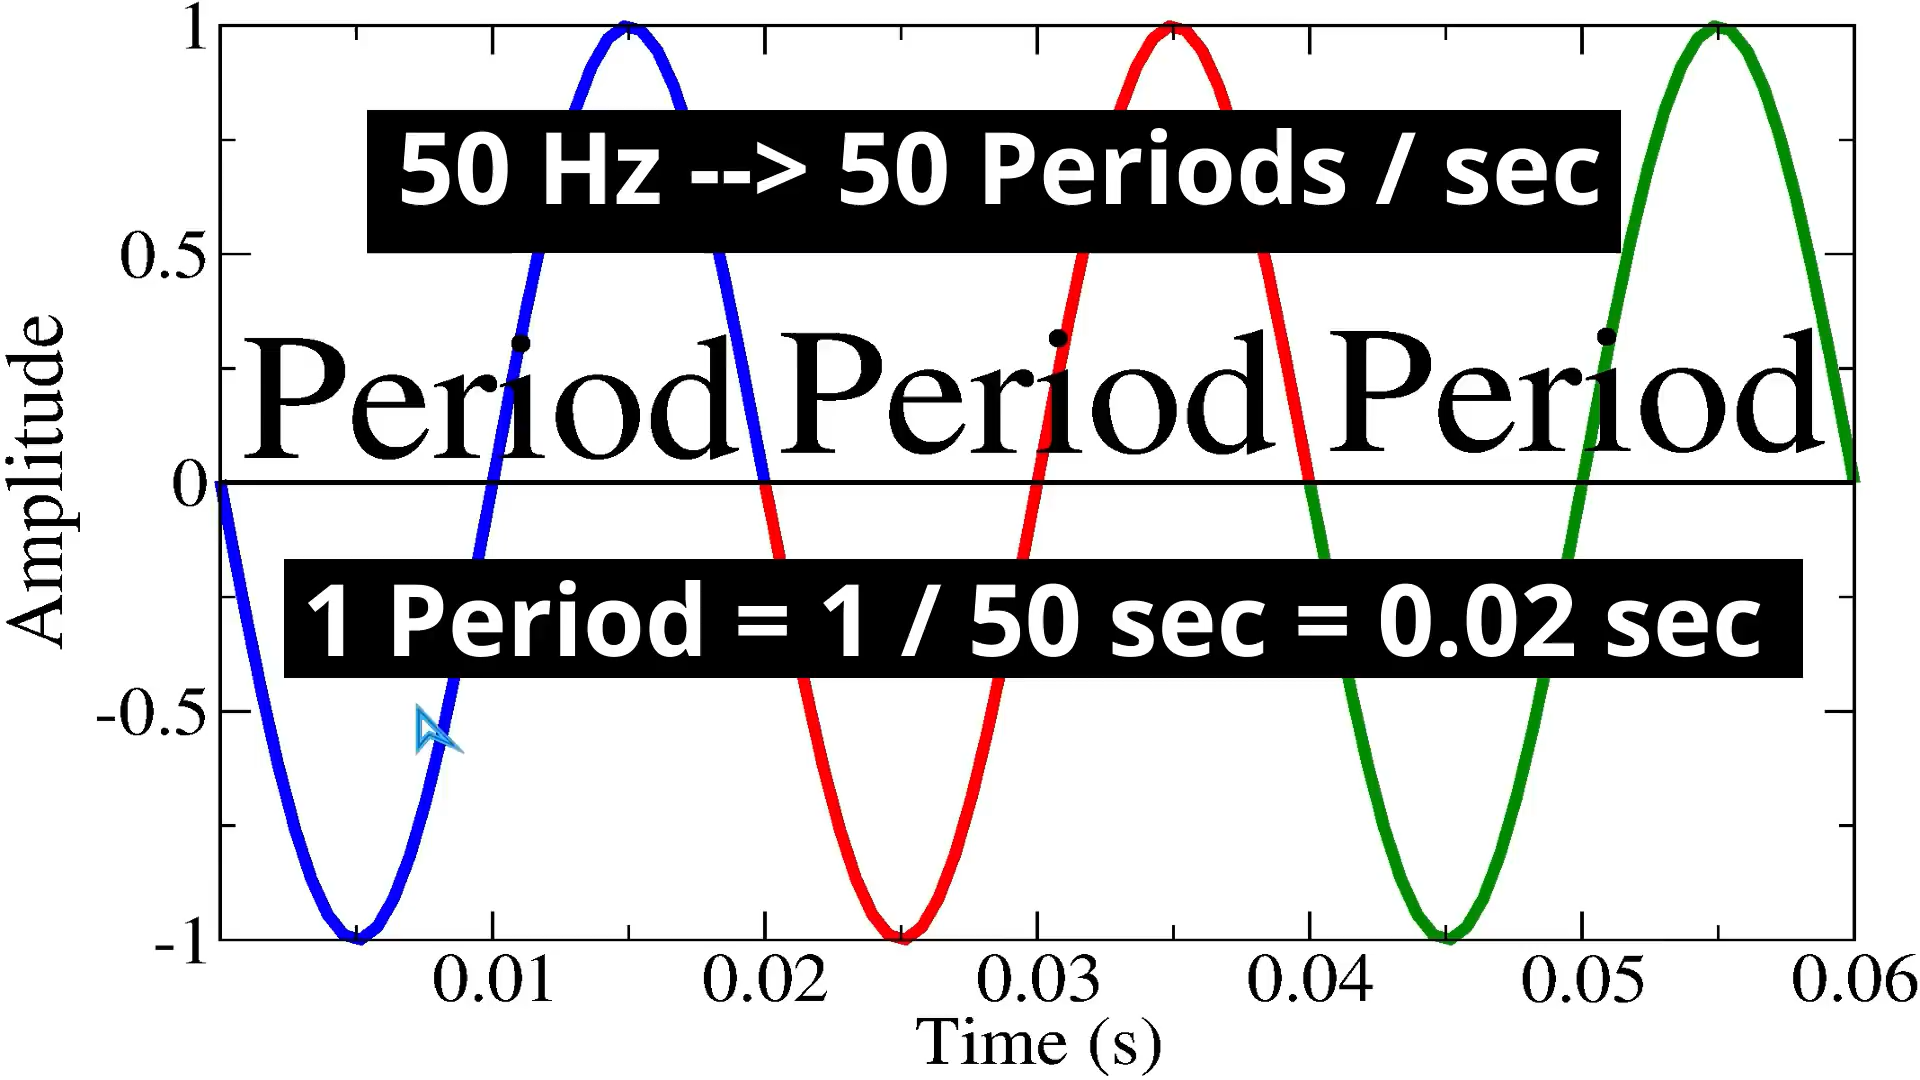 1
50 Hz --> 50 Periods / sec
0.5
Period Period Period
Amplitude
0
1 Period = 1 / 50 sec = 0.02 sec
-0.5
-1
0.01 0.02 0.03 0.04 0.05 0.06
Time (s)